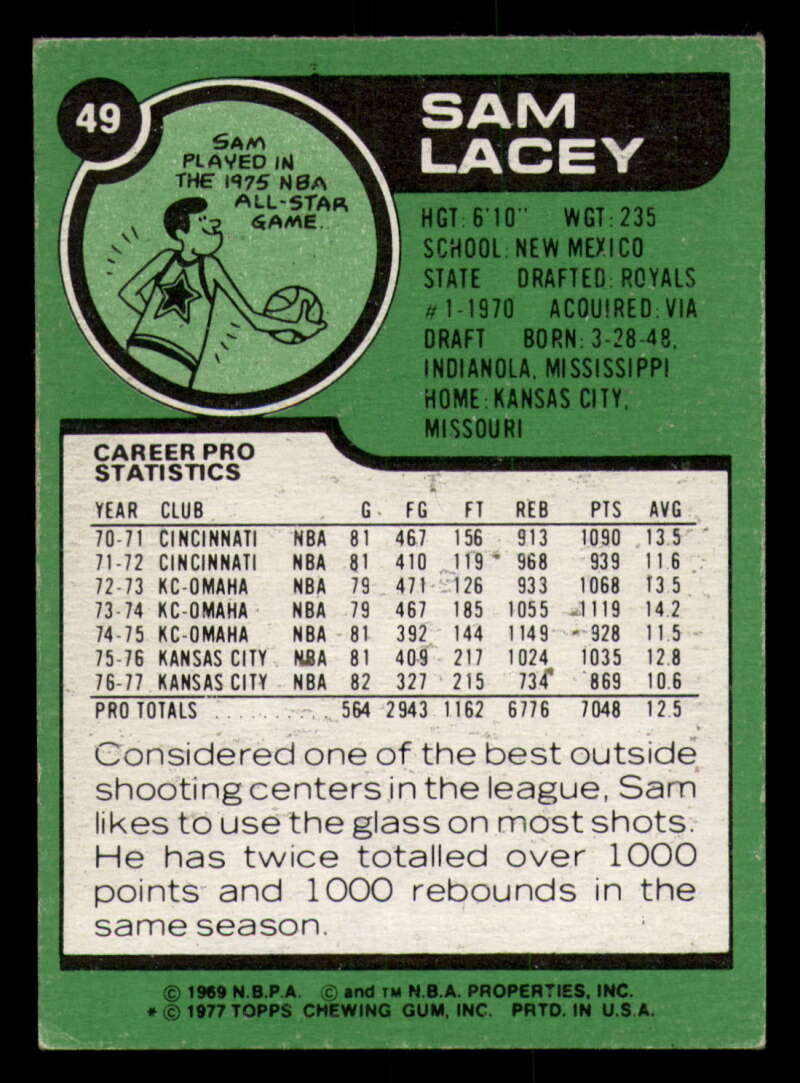 49
SAM
PLAYED IN
THE 1975 NBA
ALL-STAR
GAME.
SAM
LACEY
HGT: 6'10" WGT: 235
SCHOOL: NEW MEXICO
STATE DRAFTED: ROYALS
#1-1970 ACQUIRED: VIA
DRAFT BORN: 3-28-48,
INDIANOLA, MISSISSIPPI
HOME: KANSAS CITY,
MISSOURI
CAREER PRO
STATISTICS
YEAR CLUB G FG FT REB PTS AVG
70-71 CINCINNATI NBA 81 467 156 913 1090 13.5
71-72 CINCINNATI NBA 81 410 119 968 939 11.6
72-73 KC-OMAHA NBA 79 471 126 933 1068 13.5
73-74 KC-OMAHA NBA 79 467 185 1055 1119 14.2
74-75 KC-OMAHA NBA 81 392 144 1149 928 11.5
75-76 KANSAS CITY NBA 81 409 217 1024 1035 12.8
76-77 KANSAS CITY NBA 82 327 215 734 869 10.6
PRO TOTALS .......... 564 2943 1162 6776 7048 12.5
Considered one of the best outside
shooting centers in the league, Sam
likes to use the glass on most shots.
He has twice totalled over 1000
points and 1000 rebounds in the
same season.
© 1969 N.B.P.A. © and TM N.B.A. PROPERTIES, INC.
* © 1977 TOPPS CHEWING GUM, INC. PRTD. IN U.S.A.